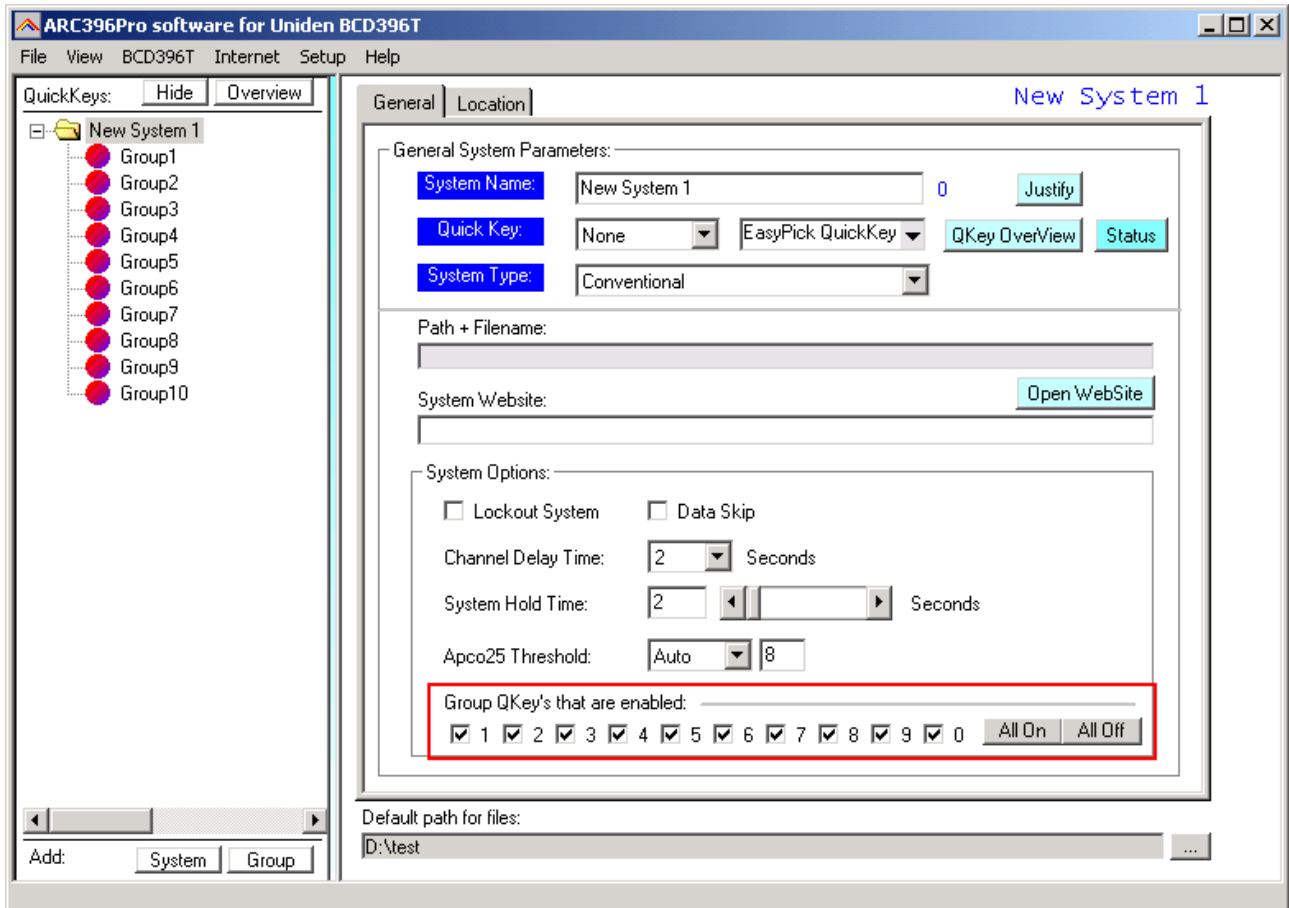 ARC396Pro software for Uniden BCD396T
File View BCD396T Internet Setup Help
QuickKeys: Hide Overview
New System 1
Group1
Group2
Group3
Group4
Group5
Group6
Group7
Group8
Group9
Group10
Add: System Group
General Location New System 1
General System Parameters:
System Name: New System 1 0 Justify
Quick Key: None EasyPick QuickKey QKey OverView Status
System Type: Conventional
Path + Filename:
System Website: Open WebSite
System Options:
Lockout System Data Skip
Channel Delay Time: 2 Seconds
System Hold Time: 2 Seconds
Apco25 Threshold: Auto 8
Group QKey's that are enabled:
1 2 3 4 5 6 7 8 9 0 All On All Off
Default path for files:
D:\test ...